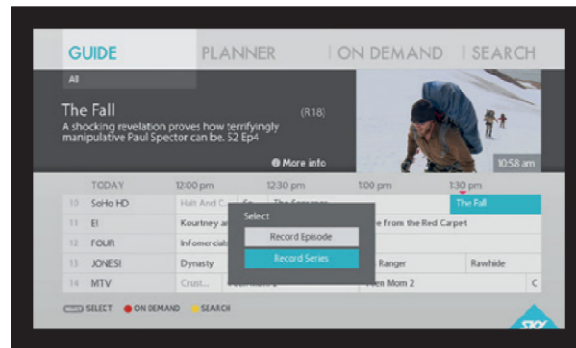 GUIDE PLANNER ON DEMAND SEARCH
All
The Fall (R18)
A shocking revelation proves how terrifyingly
manipulative Paul Spector can be. S2 Ep4
More info
10:58 am
TODAY 12:00 pm 12:30 pm 1:00 pm 1:30 pm
10 SoHo HD Halt And C... The Fall
11 E! Kourtney a e from the Red Carpet
12 FOUR Infomercials
13 JONES! Dynasty Ranger Rawhide
14 MTV Crust... Teen Mom 2 C
Select
Record Episode
Record Series
SELECT ON DEMAND SEARCH
SKY